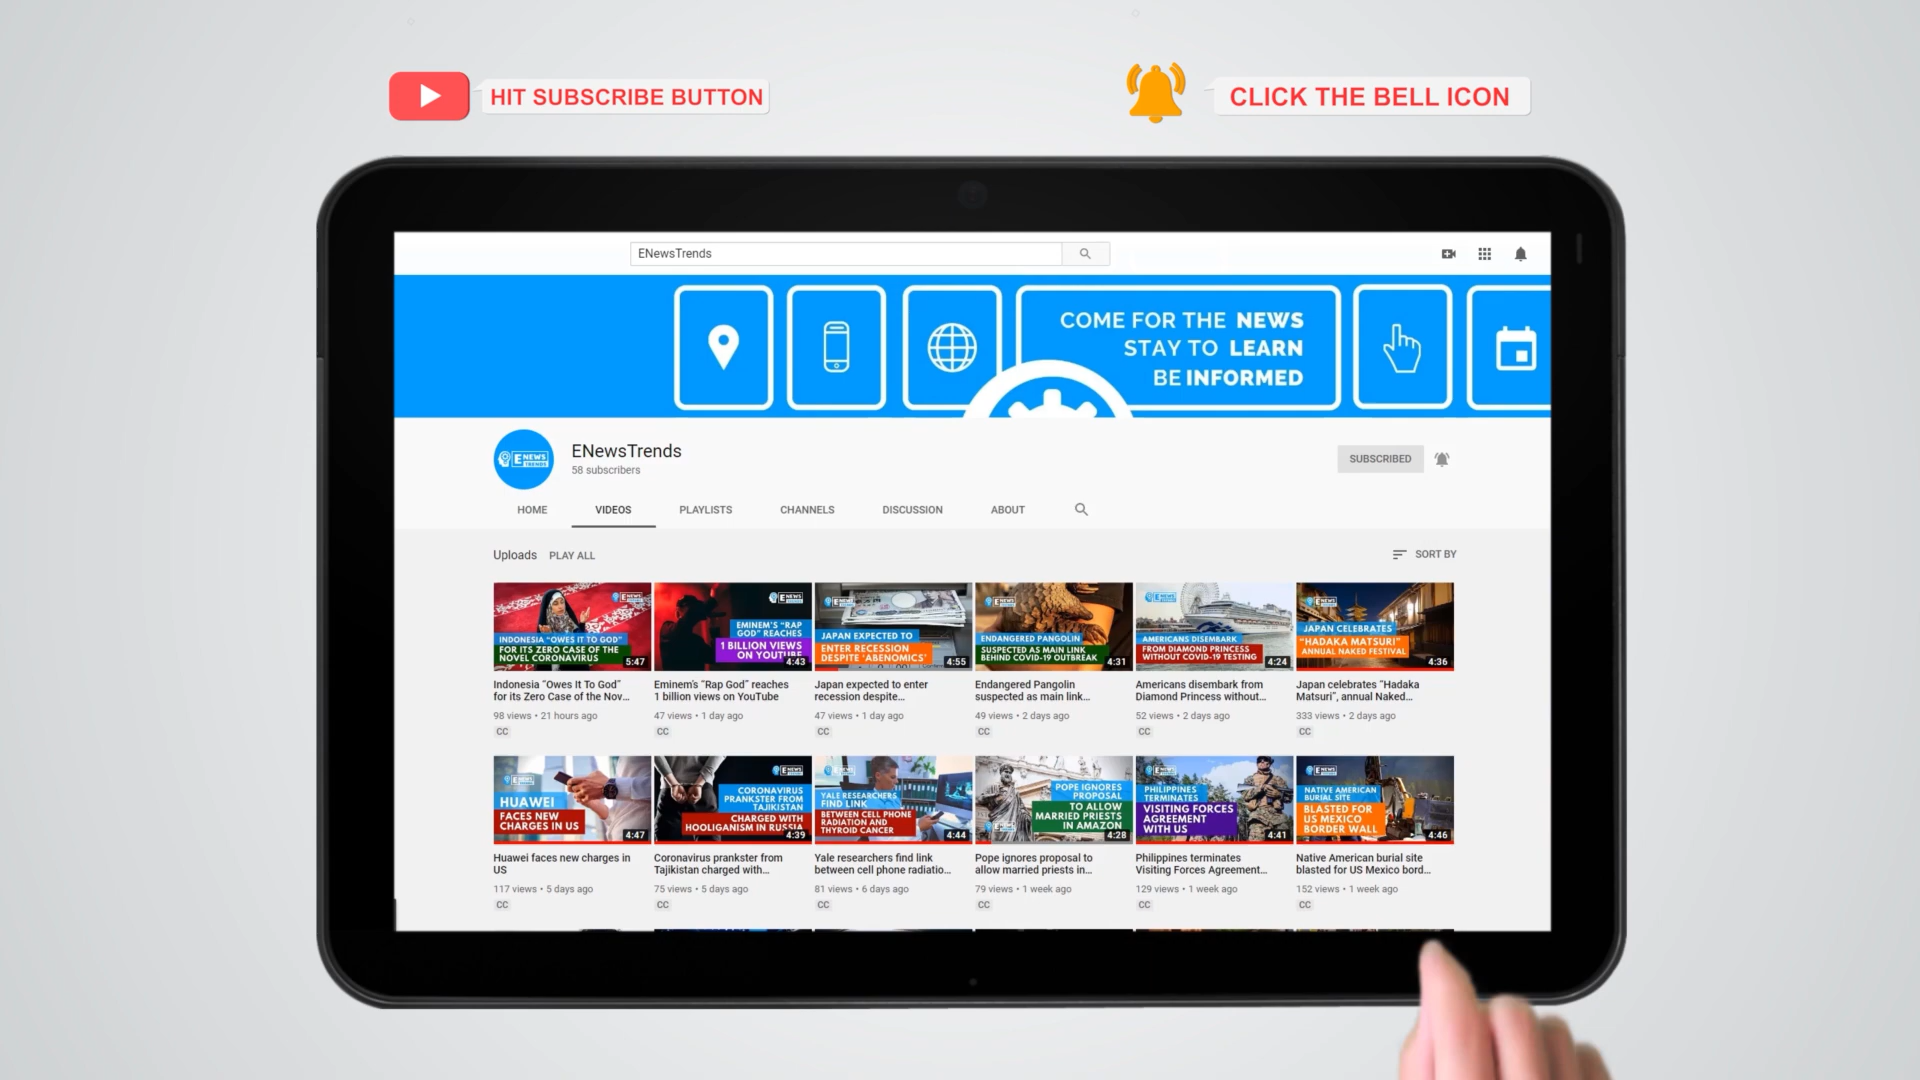 HIT SUBSCRIBE BUTTON
CLICK THE BELL ICON
ENewsTrends
COME FOR THE NEWS
STAY TO LEARN
BE INFORMED
E NEWS
TRENDS
ENewsTrends
58 subscribers
SUBSCRIBED
HOME VIDEOS PLAYLISTS CHANNELS DISCUSSION ABOUT
Uploads PLAY ALL
SORT BY
INDONESIA "OWES IT TO GOD"
FOR ITS ZERO CASE OF THE
NOVEL CORONAVIRUS
5:47
Indonesia "Owes It To God"
for its Zero Case of the Nov...
98 views • 21 hours ago
CC
EMINEM'S "RAP
GOD" REACHES
1 BILLION VIEWS
ON YOUTUBE
4:43
Eminem's "Rap God" reaches
1 billion views on YouTube
47 views • 1 day ago
CC
JAPAN EXPECTED TO
ENTER RECESSION
DESPITE 'ABENOMICS'
4:55
Japan expected to enter
recession despite...
47 views • 1 day ago
CC
ENDANGERED PANGOLIN
SUSPECTED AS MAIN LINK
BEHIND COVID-19 OUTBREAK
4:31
Endangered Pangolin
suspected as main link...
49 views • 2 days ago
CC
AMERICANS DISEMBARK
FROM DIAMOND PRINCESS
WITHOUT COVID-19 TESTING
4:24
Americans disembark from
Diamond Princess without...
52 views • 2 days ago
CC
JAPAN CELEBRATES
"HADAKA MATSURI"
ANNUAL NAKED FESTIVAL
4:36
Japan celebrates "Hadaka
Matsuri", annual Naked...
333 views • 2 days ago
CC
HUAWEI
FACES NEW
CHARGES IN US
4:47
Huawei faces new charges in
US
117 views • 5 days ago
CC
CORONAVIRUS
PRANKSTER FROM
TAJIKISTAN
CHARGED WITH
HOOLIGANISM IN RUSSIA
4:39
Coronavirus prankster from
Tajikistan charged with...
75 views • 5 days ago
CC
YALE RESEARCHERS
FIND LINK
BETWEEN CELL PHONE
RADIATION AND
THYROID CANCER
4:44
Yale researchers find link
between cell phone radiatio...
81 views • 6 days ago
CC
POPE IGNORES
PROPOSAL
TO ALLOW
MARRIED PRIESTS
IN AMAZON
4:28
Pope ignores proposal to
allow married priests in...
79 views • 1 week ago
CC
PHILIPPINES
TERMINATES
VISITING FORCES
AGREEMENT
WITH US
4:41
Philippines terminates
Visiting Forces Agreement...
129 views • 1 week ago
CC
NATIVE AMERICAN
BURIAL SITE
BLASTED FOR
US MEXICO
BORDER WALL
4:46
Native American burial site
blasted for US Mexico bord...
152 views • 1 week ago
CC